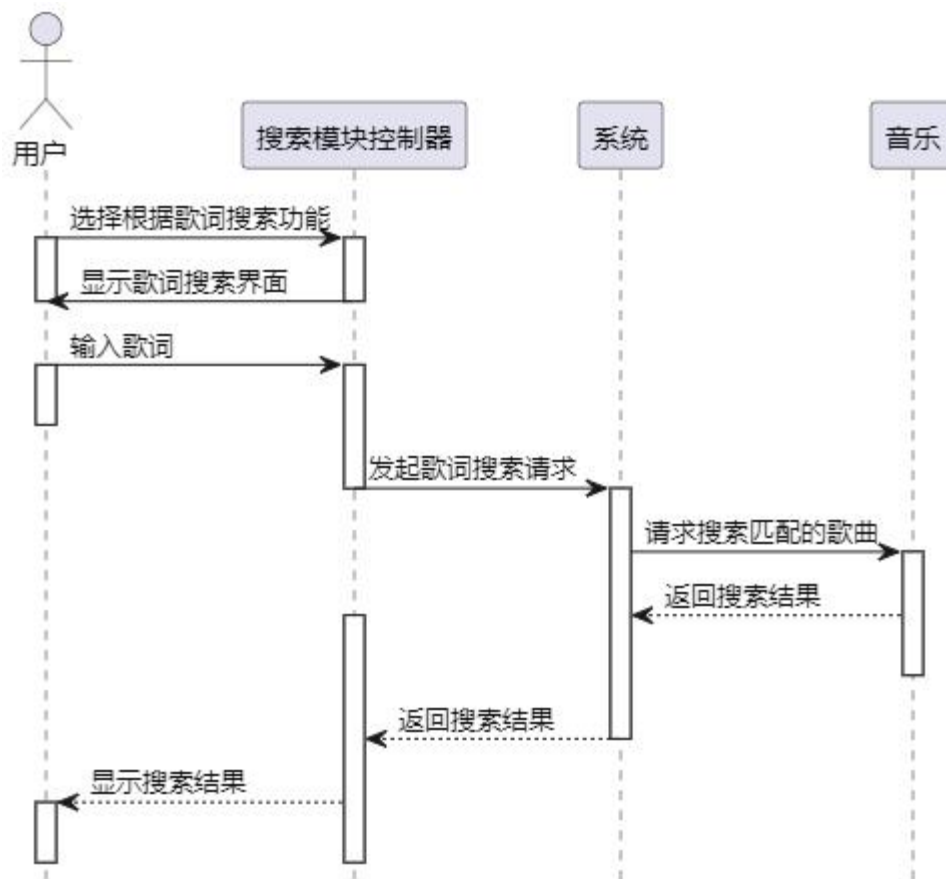 用户
搜索模块控制器
系统
音乐
选择根据歌词搜索功能
显示歌词搜索界面
输入歌词
发起歌词搜索请求
请求搜索匹配的歌曲
返回搜索结果
返回搜索结果
显示搜索结果